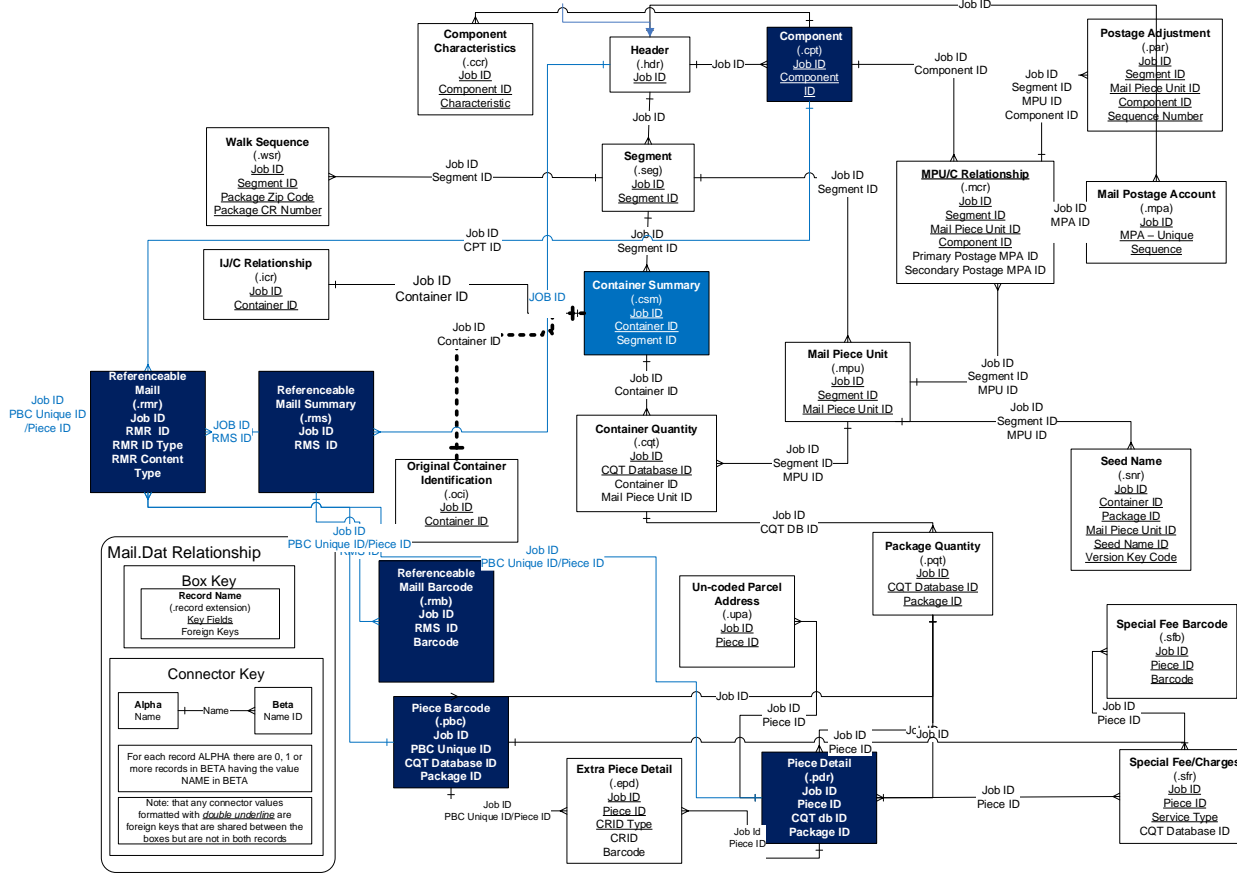 Job ID
Component
Characteristics
(.ccr)
Job ID
Component ID
Characteristic
Header
(.hdr)
Job ID
Job ID
Component
(.cpt)
Job ID
Component
ID
Job ID
Component ID
Job ID
Segment ID
MPU ID
Component ID
Postage Adjustment
(.par)
Job ID
Segment ID
Mail Piece Unit ID
Component ID
Sequence Number
Job ID
Walk Sequence
(.wsr)
Job ID
Segment ID
Package Zip Code
Package CR Number
Job ID
Segment ID
Segment
(.seg)
Job ID
Segment ID
Job ID
Segment ID
MPU/C Relationship
(.mcr)
Job ID
Segment ID
Mail Piece Unit ID
Component ID
Primary Postage MPA ID
Secondary Postage MPA ID
Job ID
MPA ID
Mail Postage Account
(.mpa)
Job ID
MPA – Unique
Sequence
Job ID
CPT ID
Job ID
Segment ID
IJ/C Relationship
(.icr)
Job ID
Container ID
Job ID
Container ID
JOB ID
Container Summary
(.csm)
Job ID
Container ID
Segment ID
Job ID
Container ID
Mail Piece Unit
(.mpu)
Job ID
Segment ID
Mail Piece Unit ID
Job ID
Segment ID
MPU ID
Job ID
PBC Unique ID
/Piece ID
Referenceable
Maill
(.rmr)
Job ID
RMR  ID
RMR ID Type
RMR Content
Type
JOB ID
RMS ID
Referenceable
Maill Summary
(.rms)
Job ID
RMS  ID
Job ID
Container ID
Job ID
Segment ID
MPU ID
Container Quantity
(.cqt)
Job ID
CQT Database ID
Container ID
Mail Piece Unit ID
Job ID
Segment ID
MPU ID
Seed Name
(.snr)
Job ID
Container ID
Package ID
Mail Piece Unit ID
Seed Name ID
Version Key Code
Original Container
Identification
(.oci)
Job ID
Container ID
Job ID
CQT DB ID
Job ID
PBC Unique ID/Piece ID
RMS ID
Job ID
PBC Unique ID/Piece ID
Package Quantity
(.pqt)
Job ID
CQT Database ID
Package ID
Mail.Dat Relationship
Box Key
Record Name
(.record extension)
Key Fields
Foreign Keys
Connector Key
Alpha
Name
Name
Beta
Name ID
For each record ALPHA there are 0, 1 or
more records in BETA having the value
NAME in BETA
Note: that any connector values
formatted with double underline are
foreign keys that are shared between the
boxes but are not in both records
Referenceable
Maill Barcode
(.rmb)
Job ID
RMS  ID
Barcode
Un-coded Parcel
Address
(.upa)
Job ID
Piece ID
Special Fee Barcode
(.sfb)
Job ID
Piece ID
Barcode
Job ID
Job ID
Piece ID
Job ID
Piece ID
Piece Barcode
(.pbc)
Job ID
PBC Unique ID
CQT Database ID
Package ID
Job ID
Piece ID
Job ID
Extra Piece Detail
(.epd)
Job ID
Piece ID
CRID Type
CRID
Barcode
Piece Detail
(.pdr)
Job ID
Piece ID
CQT db ID
Package ID
Job ID
Piece ID
Special Fee/Charges
(.sfr)
Job ID
Piece ID
Service Type
CQT Database ID
Job ID
PBC Unique ID/Piece ID
Job Id
Piece ID